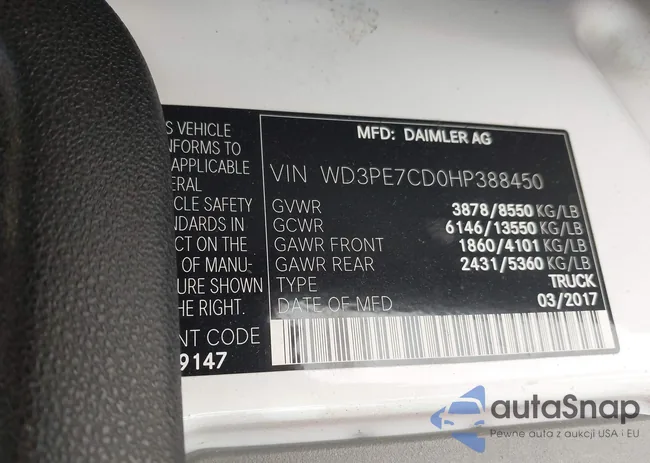 S VEHICLE
NFORMS TO
APPLICABLE
ERAL
CLE SAFETY
NDARDS IN
CT ON THE
OF MANU-
URE SHOWN
THE RIGHT.
NT CODE
9147
MFD: DAIMLER AG
VIN WD3PE7CD0HP388450
GVWR 3878/8550 KG/LB
GCWR 6146/13550 KG/LB
GAWR FRONT 1860/4101 KG/LB
GAWR REAR 2431/5360 KG/LB
TYPE TRUCK
DATE OF MFD 03/2017
autaSnap
Pewne auta z aukcji USA i EU